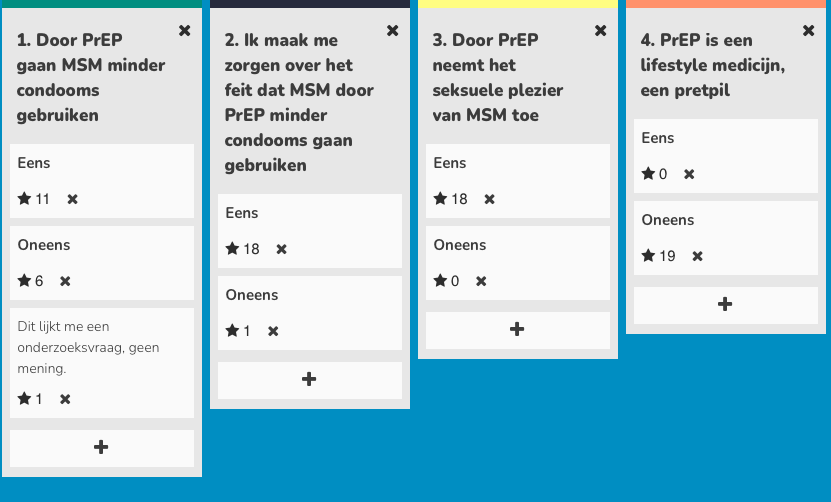 1. Door PrEP
gaan MSM minder
condooms
gebruiken
Eens
11
Oneens
6
Dit lijkt me een
onderzoeksvraag, geen
mening.
1
2. Ik maak me
zorgen over het
feit dat MSM door
PrEP minder
condooms gaan
gebruiken
Eens
18
Oneens
1
3. Door PrEP
neemt het
seksuele plezier
van MSM toe
Eens
18
Oneens
0
4. PrEP is een
lifestyle medicijn,
een pretpil
Eens
0
Oneens
19